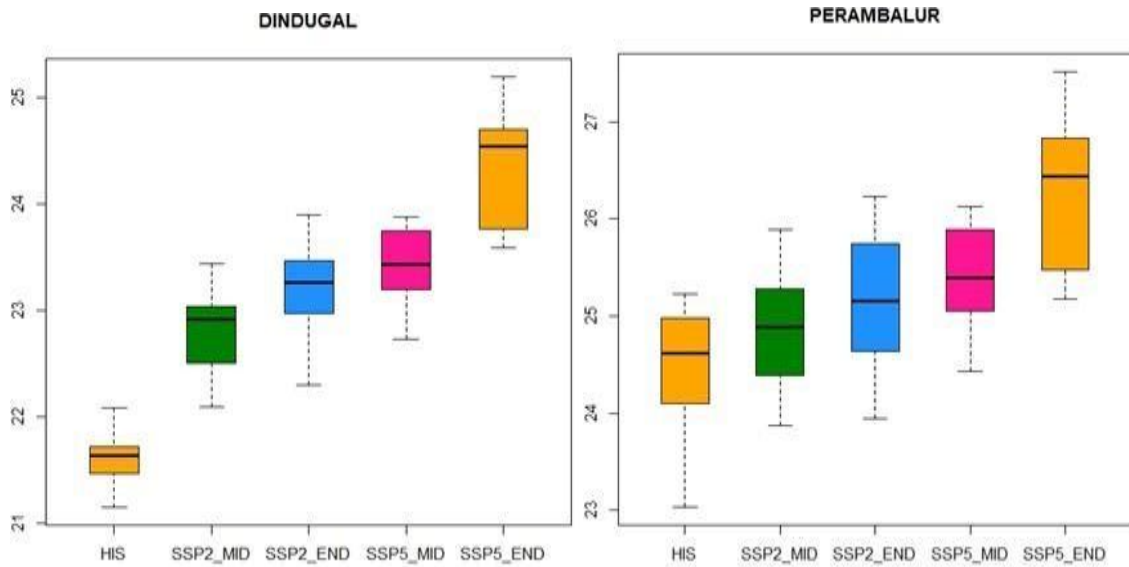 DINDUGAL
25
24
23
22
21
HIS SSP2_MID SSP2_END SSP5_MID SSP5_END
PERAMBALUR
27
26
25
24
23
HIS SSP2_MID SSP2_END SSP5_MID SSP5_END